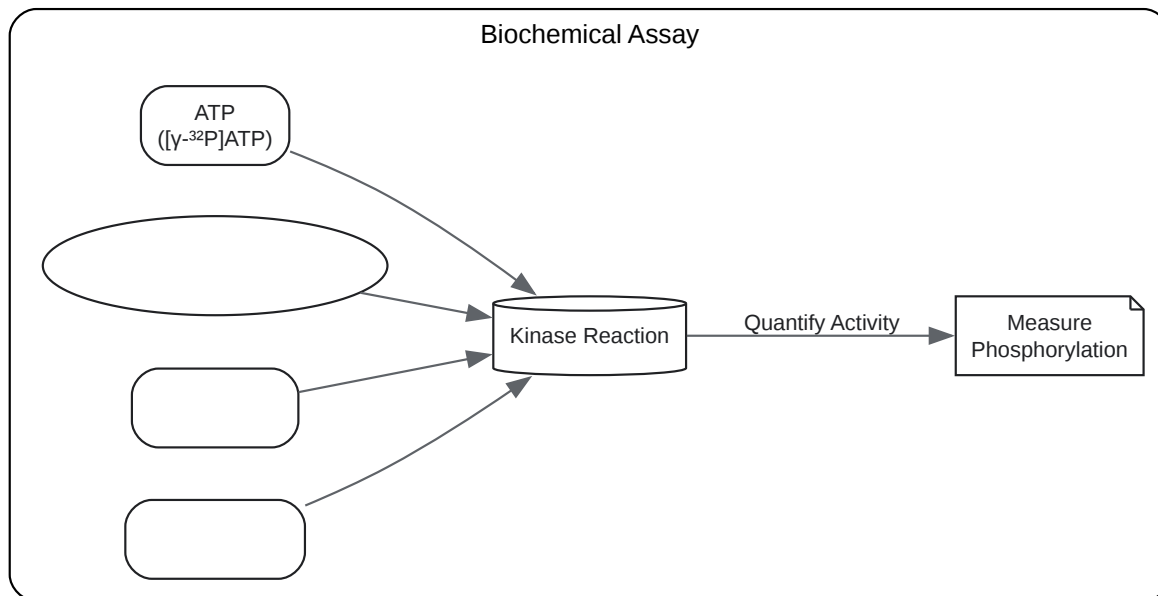 Biochemical Assay
ATP
([γ-³²P]ATP)
Kinase Reaction
Quantify Activity
Measure
Phosphorylation